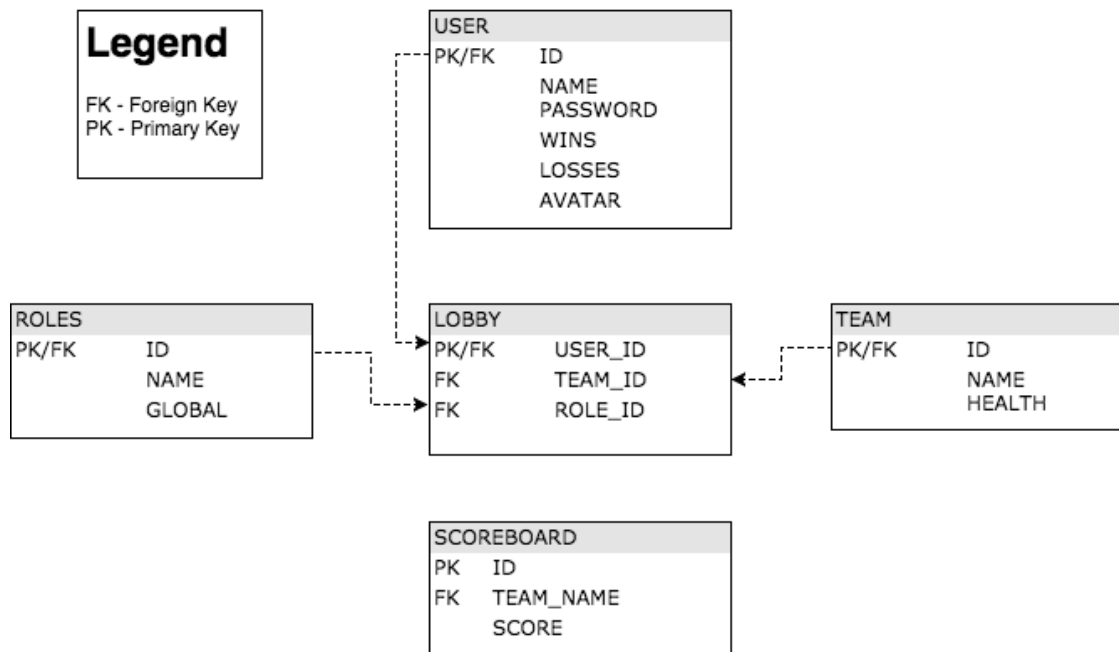 Legend
FK - Foreign Key
PK - Primary Key
USER
PK/FK ID
NAME
PASSWORD
WINS
LOSSES
AVATAR
ROLES
PK/FK ID
NAME
GLOBAL
LOBBY
PK/FK USER_ID
FK TEAM_ID
FK ROLE_ID
TEAM
PK/FK ID
NAME
HEALTH
SCOREBOARD
PK ID
FK TEAM_NAME
SCORE